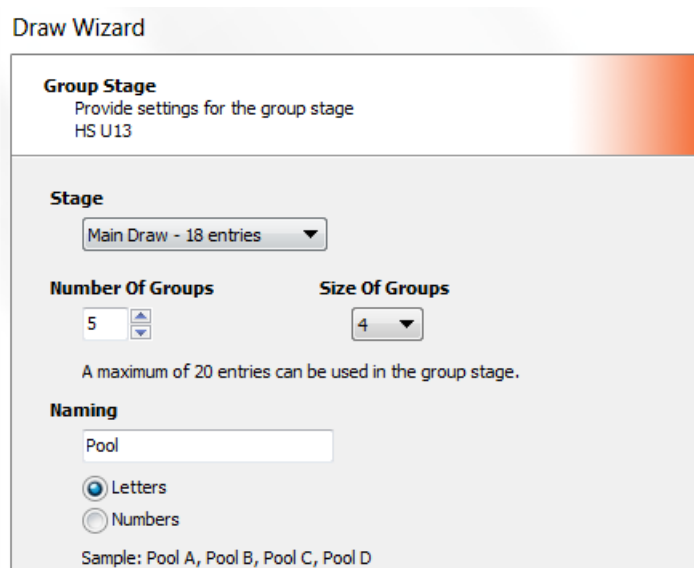 Draw Wizard
Group Stage
Provide settings for the group stage
HS U13
Stage
Main Draw - 18 entries
Number Of Groups Size Of Groups
5 4
A maximum of 20 entries can be used in the group stage.
Naming
Pool
Letters
Numbers
Sample: Pool A, Pool B, Pool C, Pool D